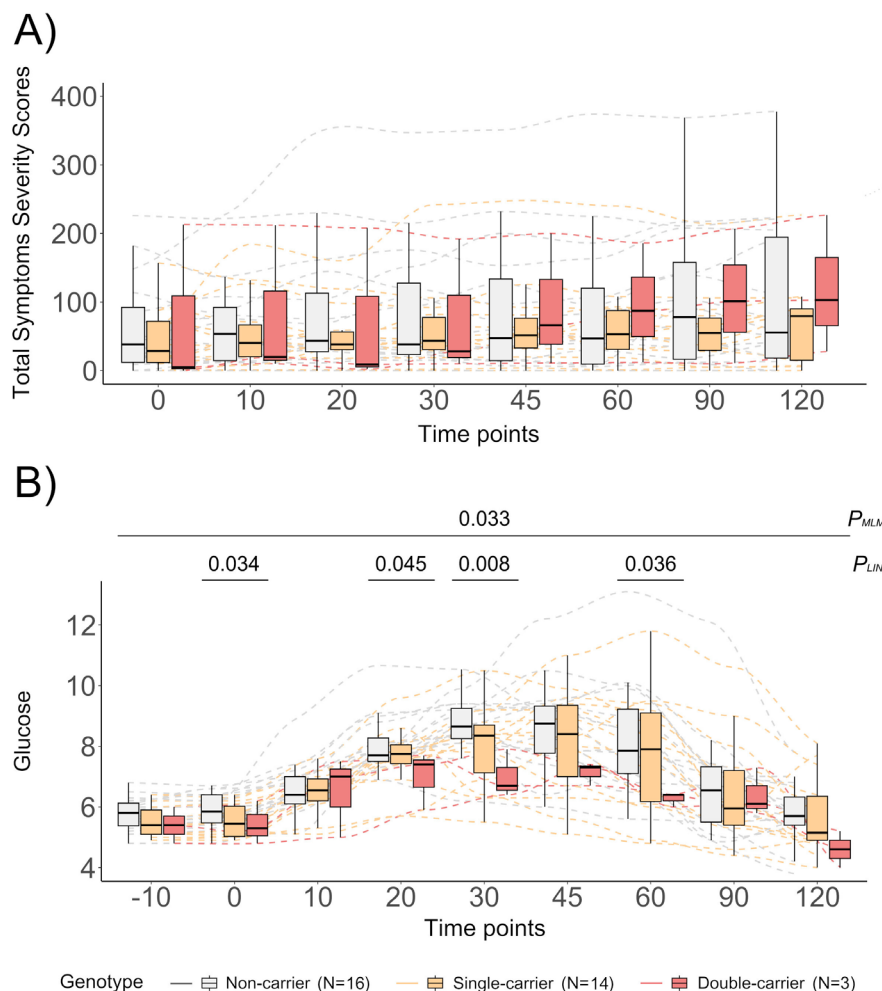 A)
Total Symptoms Severity Scores
400
300
200
100
0
0 10 20 30 45 60 90 120
Time points
B)
0.033 PMLM
0.034 0.045 0.008 0.036 PLIN
Glucose
12
10
8
6
4
-10 0 10 20 30 45 60 90 120
Time points
Genotype Non-carrier (N=16) Single-carrier (N=14) Double-carrier (N=3)